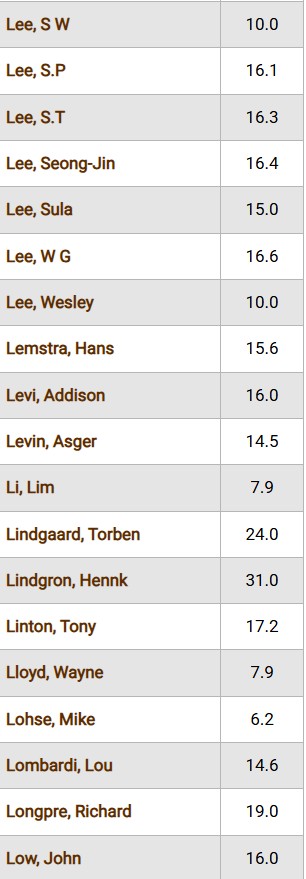 Lee, S W 10.0
Lee, S.P 16.1
Lee, S.T 16.3
Lee, Seong-Jin 16.4
Lee, Sula 15.0
Lee, W G 16.6
Lee, Wesley 10.0
Lemstra, Hans 15.6
Levi, Addison 16.0
Levin, Asger 14.5
Li, Lim 7.9
Lindgaard, Torben 24.0
Lindgron, Hennk 31.0
Linton, Tony 17.2
Lloyd, Wayne 7.9
Lohse, Mike 6.2
Lombardi, Lou 14.6
Longpre, Richard 19.0
Low, John 16.0